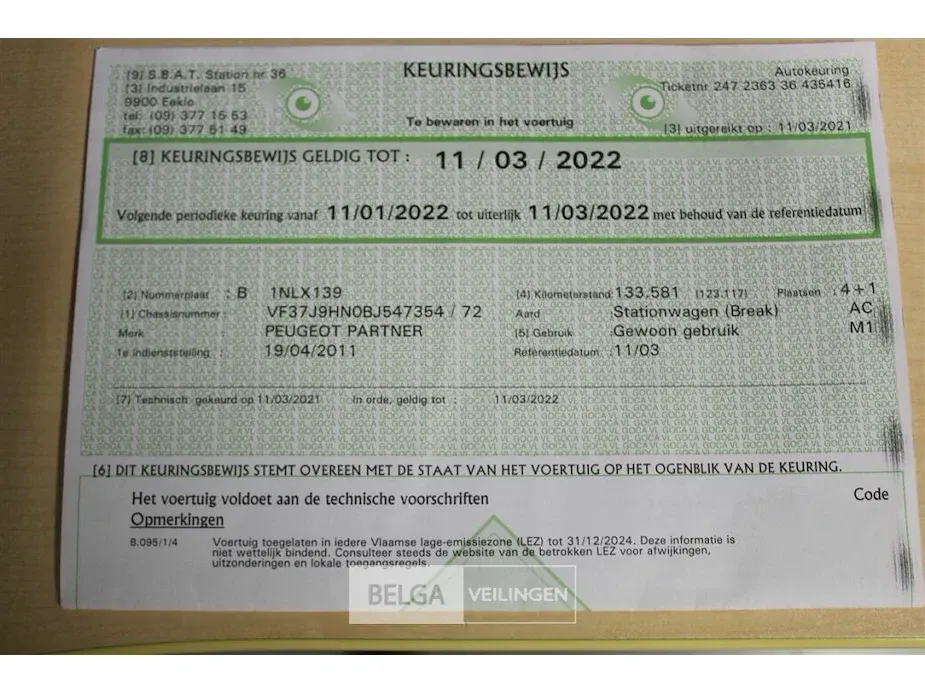 [9] S.B.A.T. Station nr 36
[3] Industrielaan 15
9900 Eeklo
tel: (09) 377 15 53
fax: (09) 377 51 49
KEURINGSBEWIJS
Te bewaren in het voertuig
Autokeuring
Ticketnr 247 2363 36 435416
[3] uitgereikt op : 11/03/2021
[8] KEURINGSBEWIJS GELDIG TOT : 11 / 03 / 2022
Volgende periodieke keuring vanaf 11/01/2022 tot uiterlijk 11/03/2022 met behoud van de referentiedatum
[2] Nummerplaat : B 1NLX139 [4] Kilometerstand: 133.581 (123.117) Plaatsen : 4 + 1
[1] Chassisnummer : VF37J9HN0BJ547354 / 72 Aard Stationwagen (Break) AC
Merk : PEUGEOT PARTNER [5] Gebruik :Gewoon gebruik M1
1e indienststelling : 19/04/2011 Referentiedatum :11/03
[7] Technisch gekeurd op 11/03/2021 In orde, geldig tot : 11/03/2022
[6] DIT KEURINGSBEWIJS STEMT OVEREEN MET DE STAAT VAN HET VOERTUIG OP HET OGENBLIK VAN DE KEURING.
Het voertuig voldoet aan de technische voorschriften Code
Opmerkingen
B.095/1/4 Voertuig toegelaten in iedere Vlaamse lage-emissiezone (LEZ) tot 31/12/2024. Deze informatie is
niet wettelijk bindend. Consulteer steeds de website van de betrokken LEZ voor afwijkingen,
uitzonderingen en lokale toegangsregels.
BELGA VEILINGEN